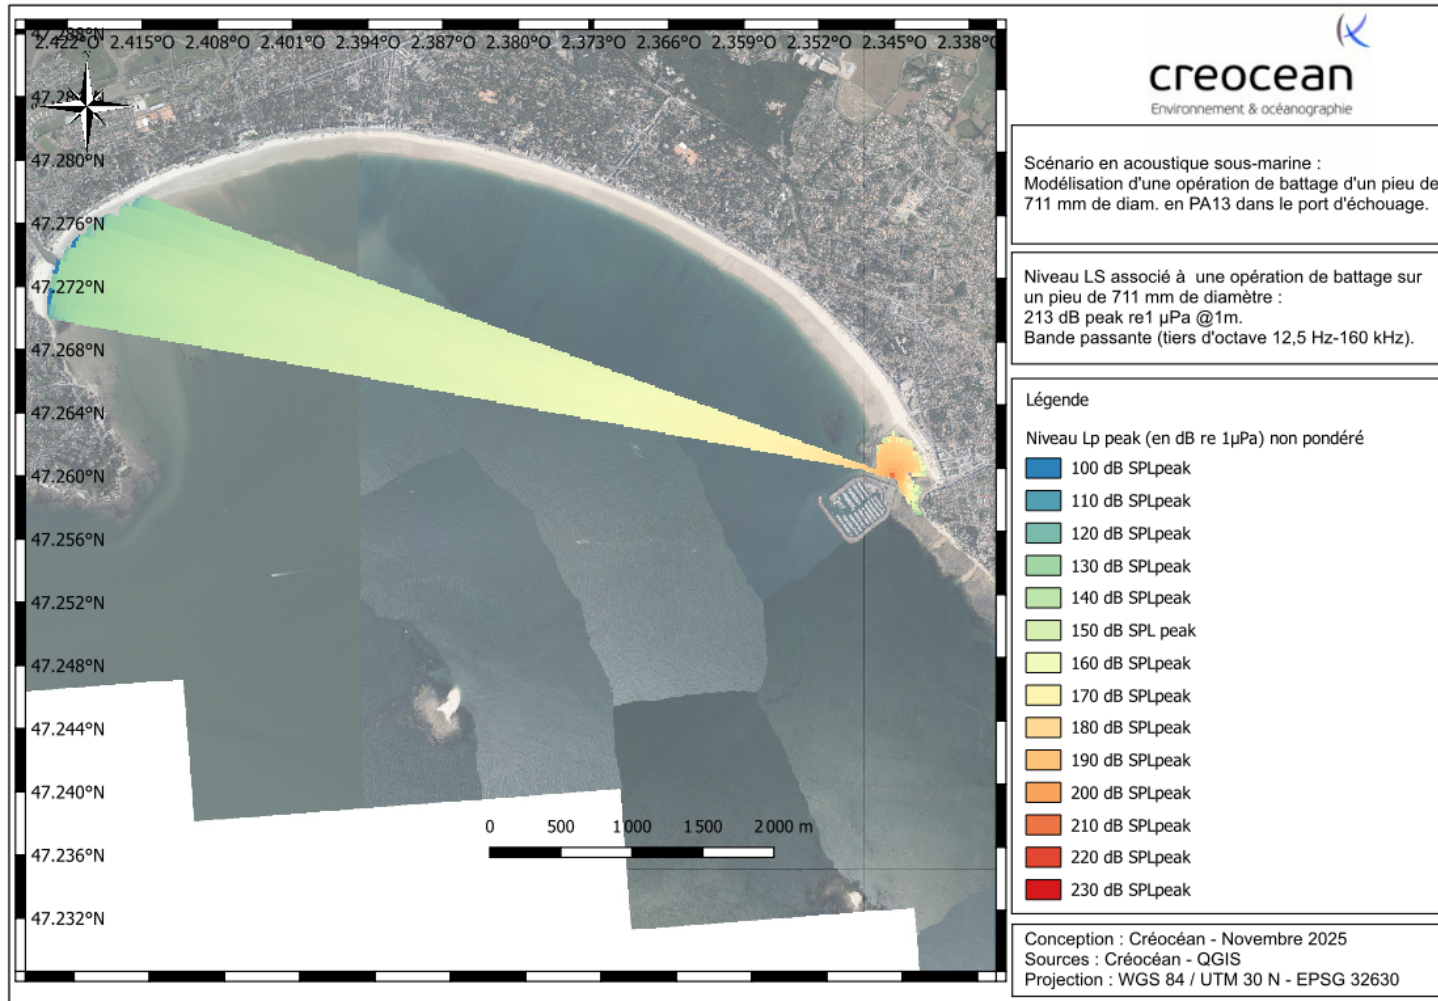 47.288°N
2.422°O 2.415°O 2.408°O 2.401°O 2.394°O 2.387°O 2.380°O 2.373°O 2.366°O 2.359°O 2.352°O 2.345°O 2.338°O
47.280°N
47.276°N
47.272°N
47.268°N
47.264°N
47.260°N
47.256°N
47.252°N
47.248°N
47.244°N
47.240°N
47.236°N
47.232°N
0 500 1 000 1 500 2 000 m
creocean
Environnement & océanographie
Scénario en acoustique sous-marine :
Modélisation d'une opération de battage d'un pieu de
711 mm de diam. en PA13 dans le port d'échouage.
Niveau LS associé à une opération de battage sur
un pieu de 711 mm de diamètre :
213 dB peak re1 µPa @1m.
Bande passante (tiers d'octave 12,5 Hz-160 kHz).
Légende
Niveau Lp peak (en dB re 1µPa) non pondéré
100 dB SPLpeak
110 dB SPLpeak
120 dB SPLpeak
130 dB SPLpeak
140 dB SPLpeak
150 dB SPL peak
160 dB SPLpeak
170 dB SPLpeak
180 dB SPLpeak
190 dB SPLpeak
200 dB SPLpeak
210 dB SPLpeak
220 dB SPLpeak
230 dB SPLpeak
Conception : Créocéan - Novembre 2025
Sources : Créocéan - QGIS
Projection : WGS 84 / UTM 30 N - EPSG 32630